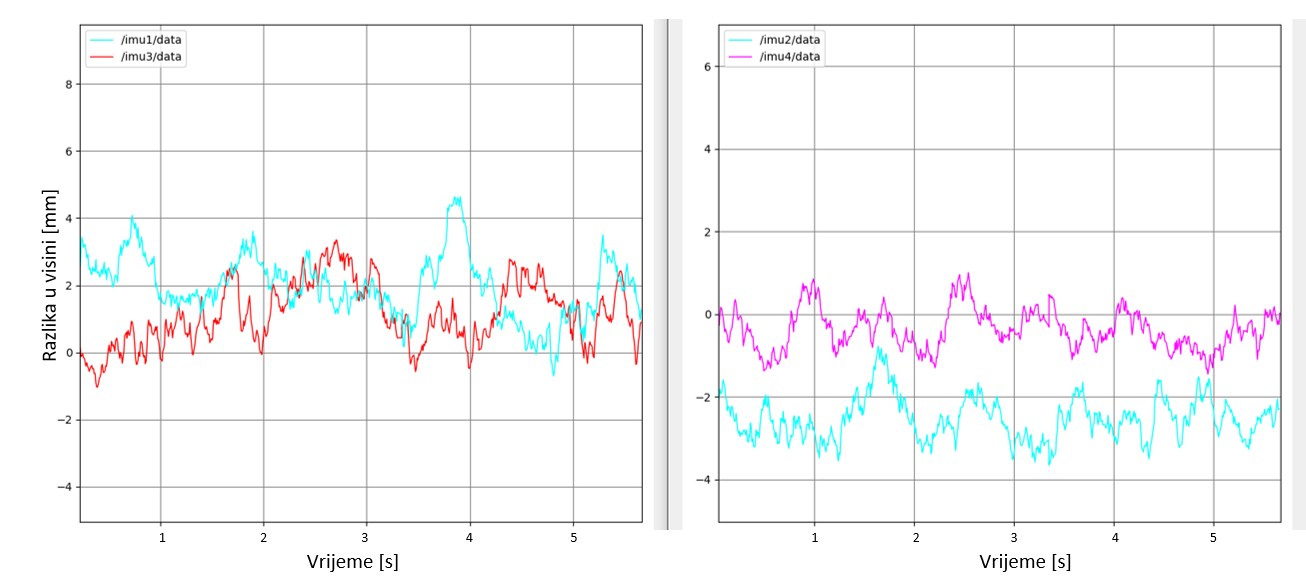 /imu1/data
/imu3/data
8
6
4
2
0
−2
−4
Razlika u visini [mm]
1 2 3 4 5
Vrijeme [s]
/imu2/data
/imu4/data
6
4
2
0
−2
−4
1 2 3 4 5
Vrijeme [s]